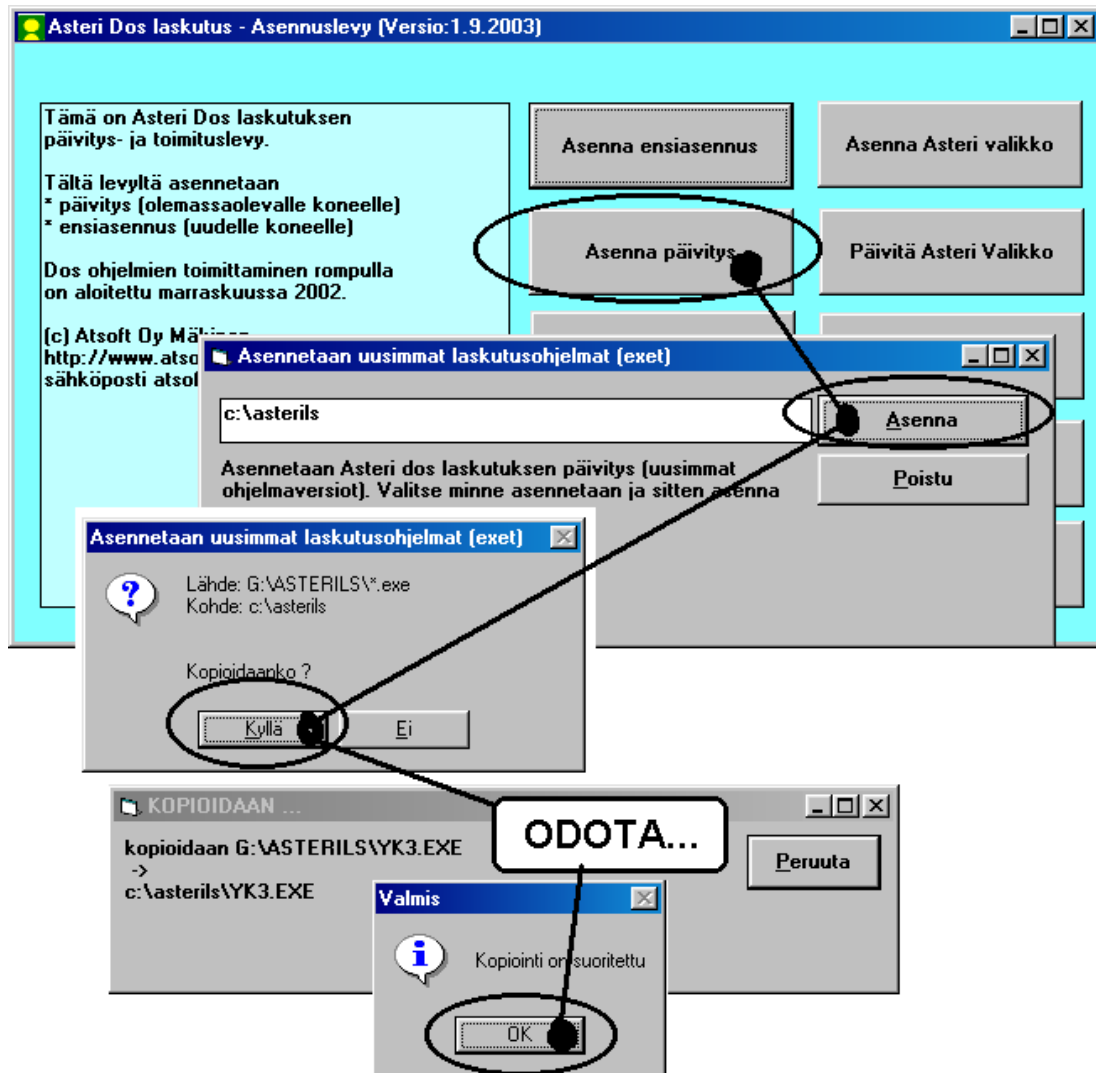 Asteri Dos laskutus - Asennuslevy (Versio:1.9.2003)
Tämä on Asteri Dos laskutuksen
päivitys- ja toimituslevy.
Tältä levyltä asennetaan
* päivitys (olemassaolevalle koneelle)
* ensiasennus (uudelle koneelle)
Dos ohjelmien toimittaminen rompulla
on aloitettu marraskuussa 2002.
(c) Atsoft Oy Mäkinen
http://www.atso
sähköposti atsof
Asenna ensiasennus
Asenna Asteri valikko
Asenna päivitys
Päivitä Asteri Valikko
Asennetaan uusimmat laskutusohjelmat (exet)
c:\asterils
Asenna
Asennetaan Asteri dos laskutuksen päivitys (uusimmat
ohjelmaversiot). Valitse minne asennetaan ja sitten asenna
Poistu
Asennetaan uusimmat laskutusohjelmat (exet)
Lähde: G:\ASTERILS\*.exe
Kohde: c:\asterils
Kopioidaanko ?
Kyllä
Ei
KOPIOIDAAN ...
kopioidaan G:\ASTERILS\YK3.EXE
->
c:\asterils\YK3.EXE
ODOTA...
Peruuta
Valmis
Kopiointi on suoritettu
OK